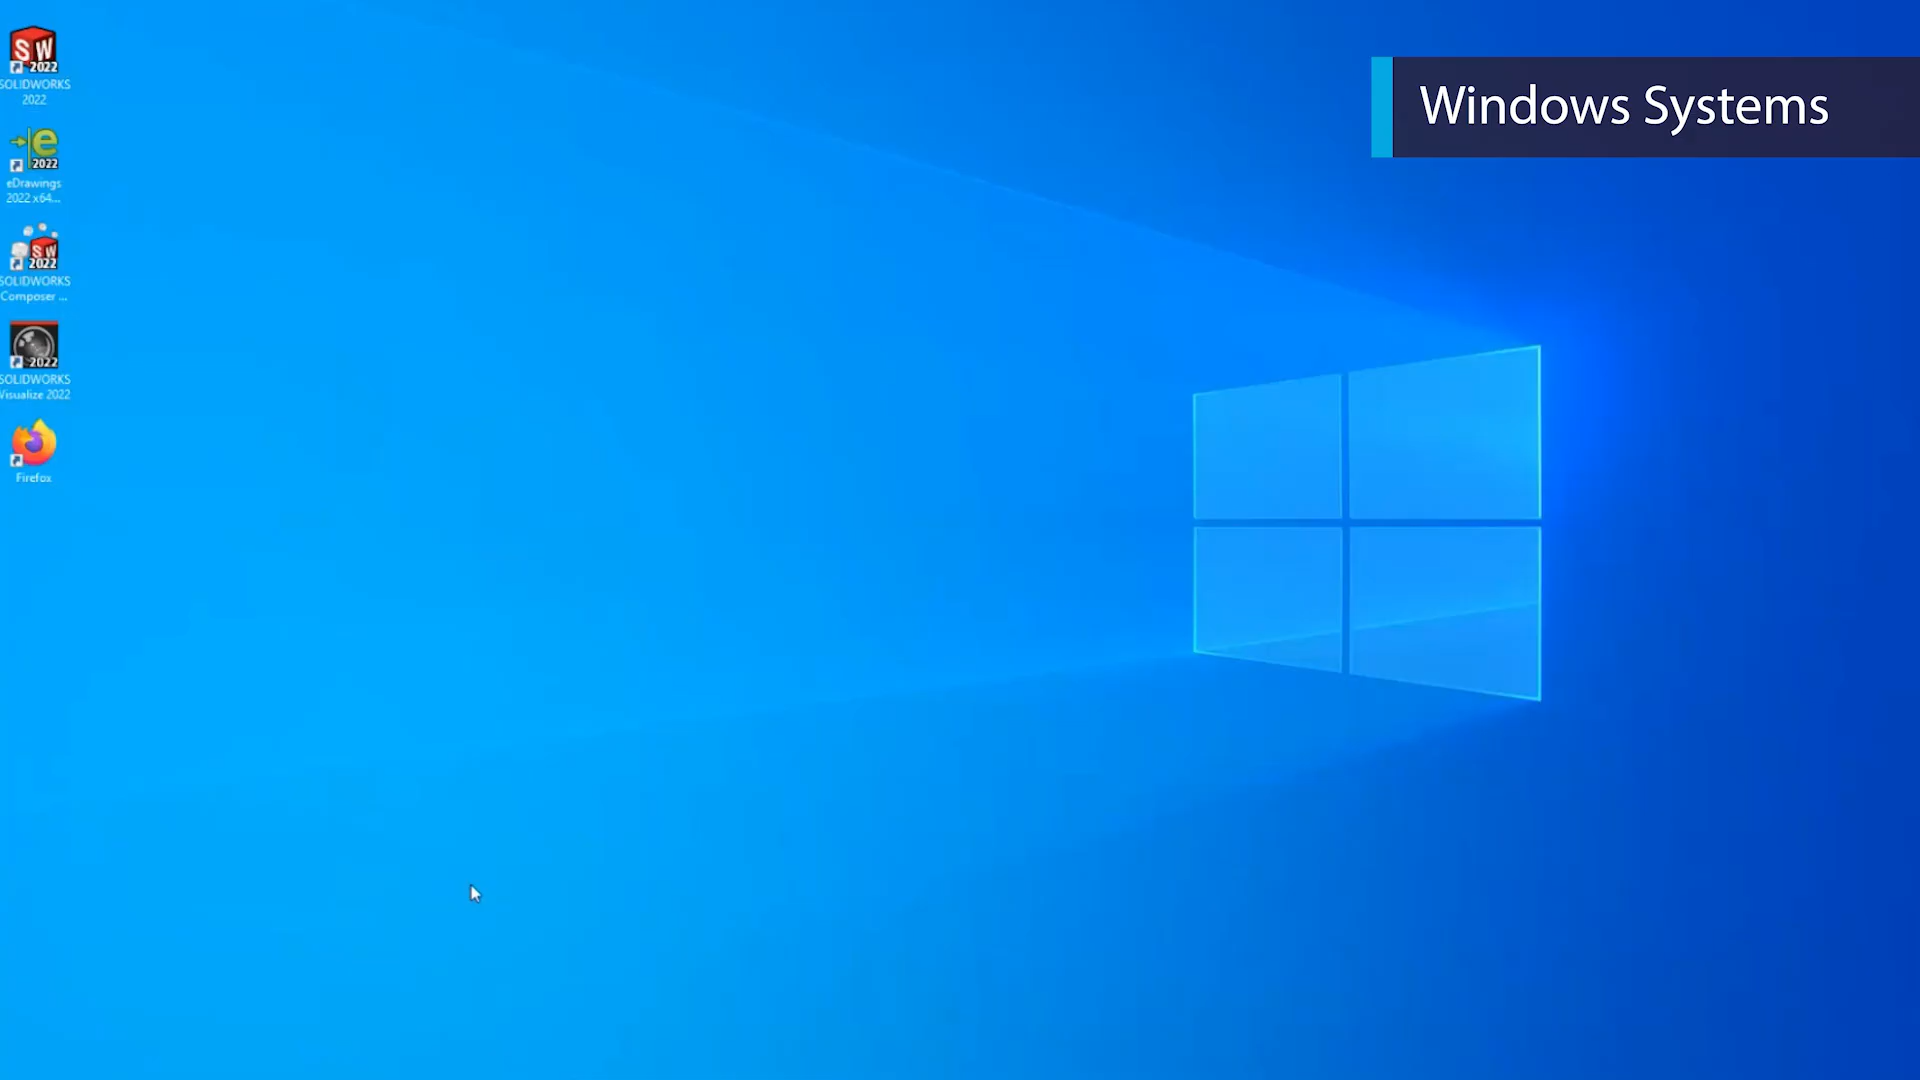 Windows Systems
SW
2022
SOLIDWORKS
2022
e
2022
eDrawings
2022 x64...
SW
2022
SOLIDWORKS
Composer ...
2022
SOLIDWORKS
Visualize 2022
Firefox